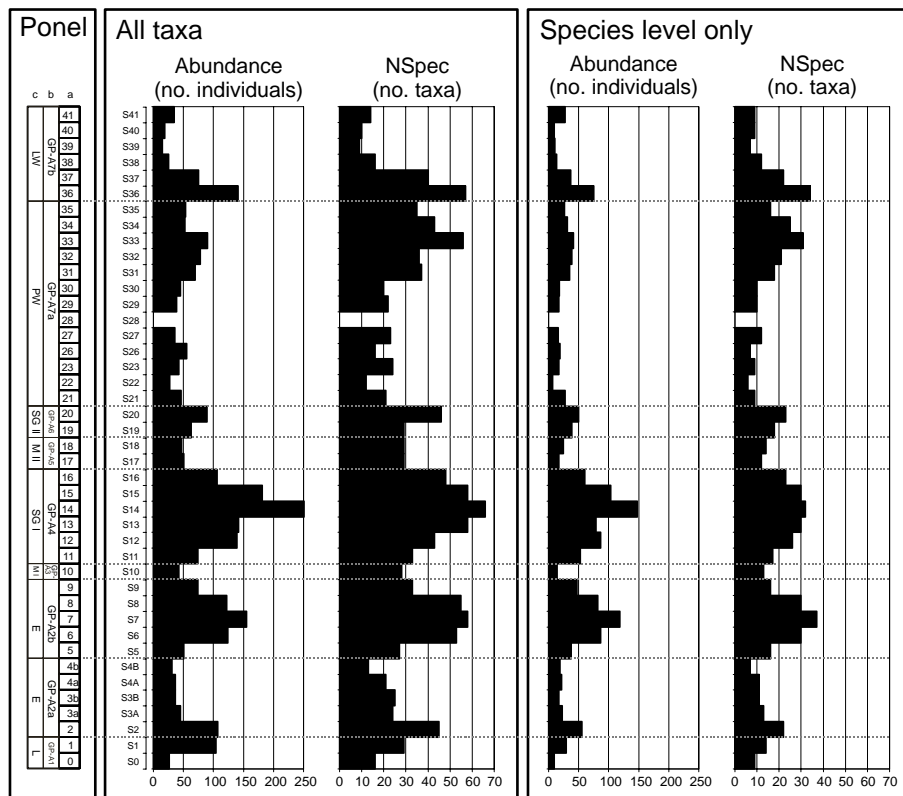 Ponel
All taxa
Species level only
Abundance
(no. individuals)
NSpec
(no. taxa)
Abundance
(no. individuals)
NSpec
(no. taxa)
c b a
LW
PW
SG II
M II
SG I
M I
E
E
L
GP-A7b
GP-A7a
GP-A6
GP-A5
GP-A4
GP-A3
GP-A2b
GP-A2a
GP-A1
41 S41
40 S40
39 S39
38 S38
37 S37
36 S36
35 S35
34 S34
33 S33
32 S32
31 S31
30 S30
29 S29
28 S28
27 S27
26 S26
23 S23
22 S22
21 S21
20 S20
19 S19
18 S18
17 S17
16 S16
15 S15
14 S14
13 S13
12 S12
11 S11
10 S10
9 S9
8 S8
7 S7
6 S6
5 S5
4b S4B
4a S4A
3b S3B
3a S3A
2 S2
1 S1
0 S0
0 50 100 150 200 250
0 10 20 30 40 50 60 70
0 50 100 150 200 250
0 10 20 30 40 50 60 70